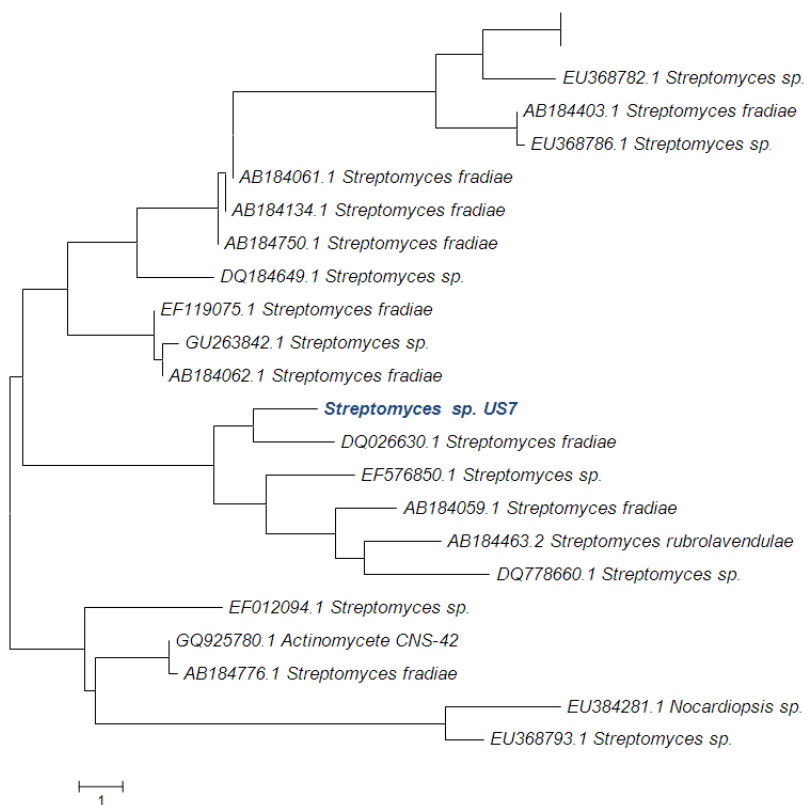 EU368782.1 Streptomyces sp.
AB184403.1 Streptomyces fradiae
EU368786.1 Streptomyces sp.
AB184061.1 Streptomyces fradiae
AB184134.1 Streptomyces fradiae
AB184750.1 Streptomyces fradiae
DQ184649.1 Streptomyces sp.
EF119075.1 Streptomyces fradiae
GU263842.1 Streptomyces sp.
AB184062.1 Streptomyces fradiae
Streptomyces sp. US7
DQ026630.1 Streptomyces fradiae
EF576850.1 Streptomyces sp.
AB184059.1 Streptomyces fradiae
AB184463.2 Streptomyces rubrolavendulae
DQ778660.1 Streptomyces sp.
EF012094.1 Streptomyces sp.
GQ925780.1 Actinomycete CNS-42
AB184776.1 Streptomyces fradiae
EU384281.1 Nocardiopsis sp.
EU368793.1 Streptomyces sp.
1